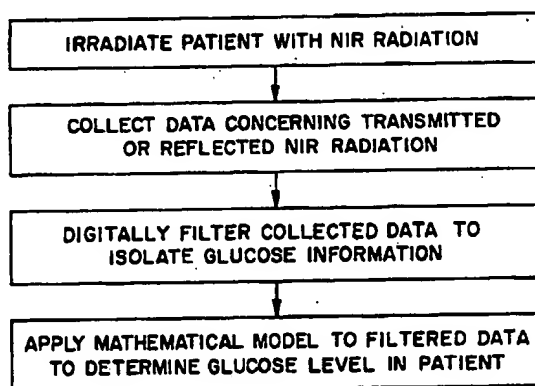 IRRADIATE PATIENT WITH NIR RADIATION
COLLECT DATA CONCERNING TRANSMITTED
OR REFLECTED NIR RADIATION
DIGITALLY FILTER COLLECTED DATA TO
ISOLATE GLUCOSE INFORMATION
APPLY MATHEMATICAL MODEL TO FILTERED DATA
TO DETERMINE GLUCOSE LEVEL IN PATIENT